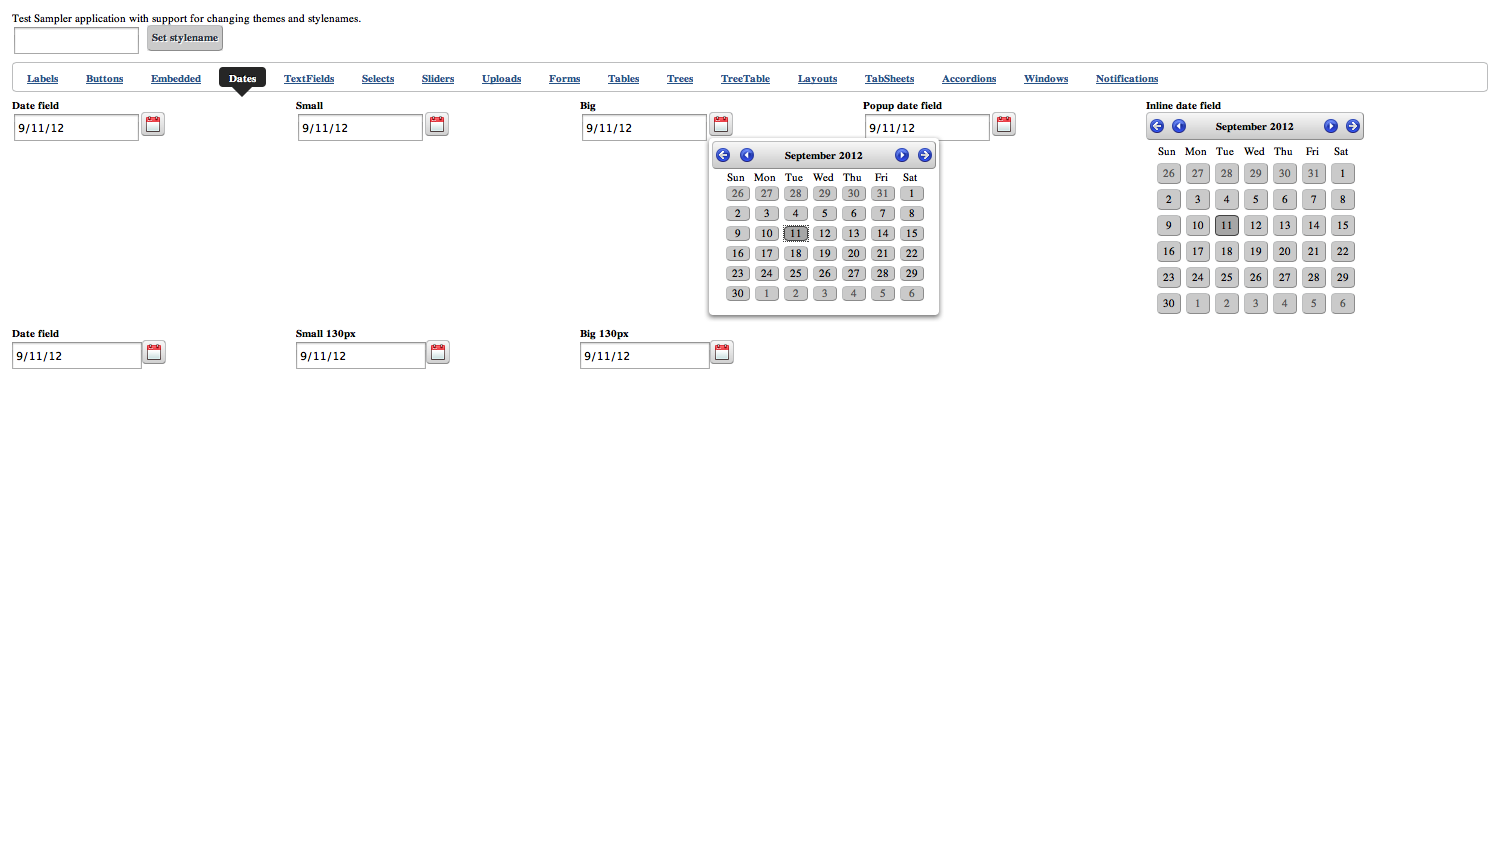 Test Sampler application with support for changing themes and stylenames.
Set stylename
Labels Buttons Embedded Dates TextFields Selects Sliders Uploads Forms Tables Trees TreeTable Layouts TabSheets Accordions Windows Notifications
Date field Small Big Popup date field Inline date field
9/11/12 9/11/12 9/11/12 9/11/12
September 2012
Sun Mon Tue Wed Thu Fri Sat
26 27 28 29 30 31 1
2 3 4 5 6 7 8
9 10 11 12 13 14 15
16 17 18 19 20 21 22
23 24 25 26 27 28 29
30 1 2 3 4 5 6
September 2012
Sun Mon Tue Wed Thu Fri Sat
26 27 28 29 30 31 1
2 3 4 5 6 7 8
9 10 11 12 13 14 15
16 17 18 19 20 21 22
23 24 25 26 27 28 29
30 1 2 3 4 5 6
Date field Small 130px Big 130px
9/11/12 9/11/12 9/11/12